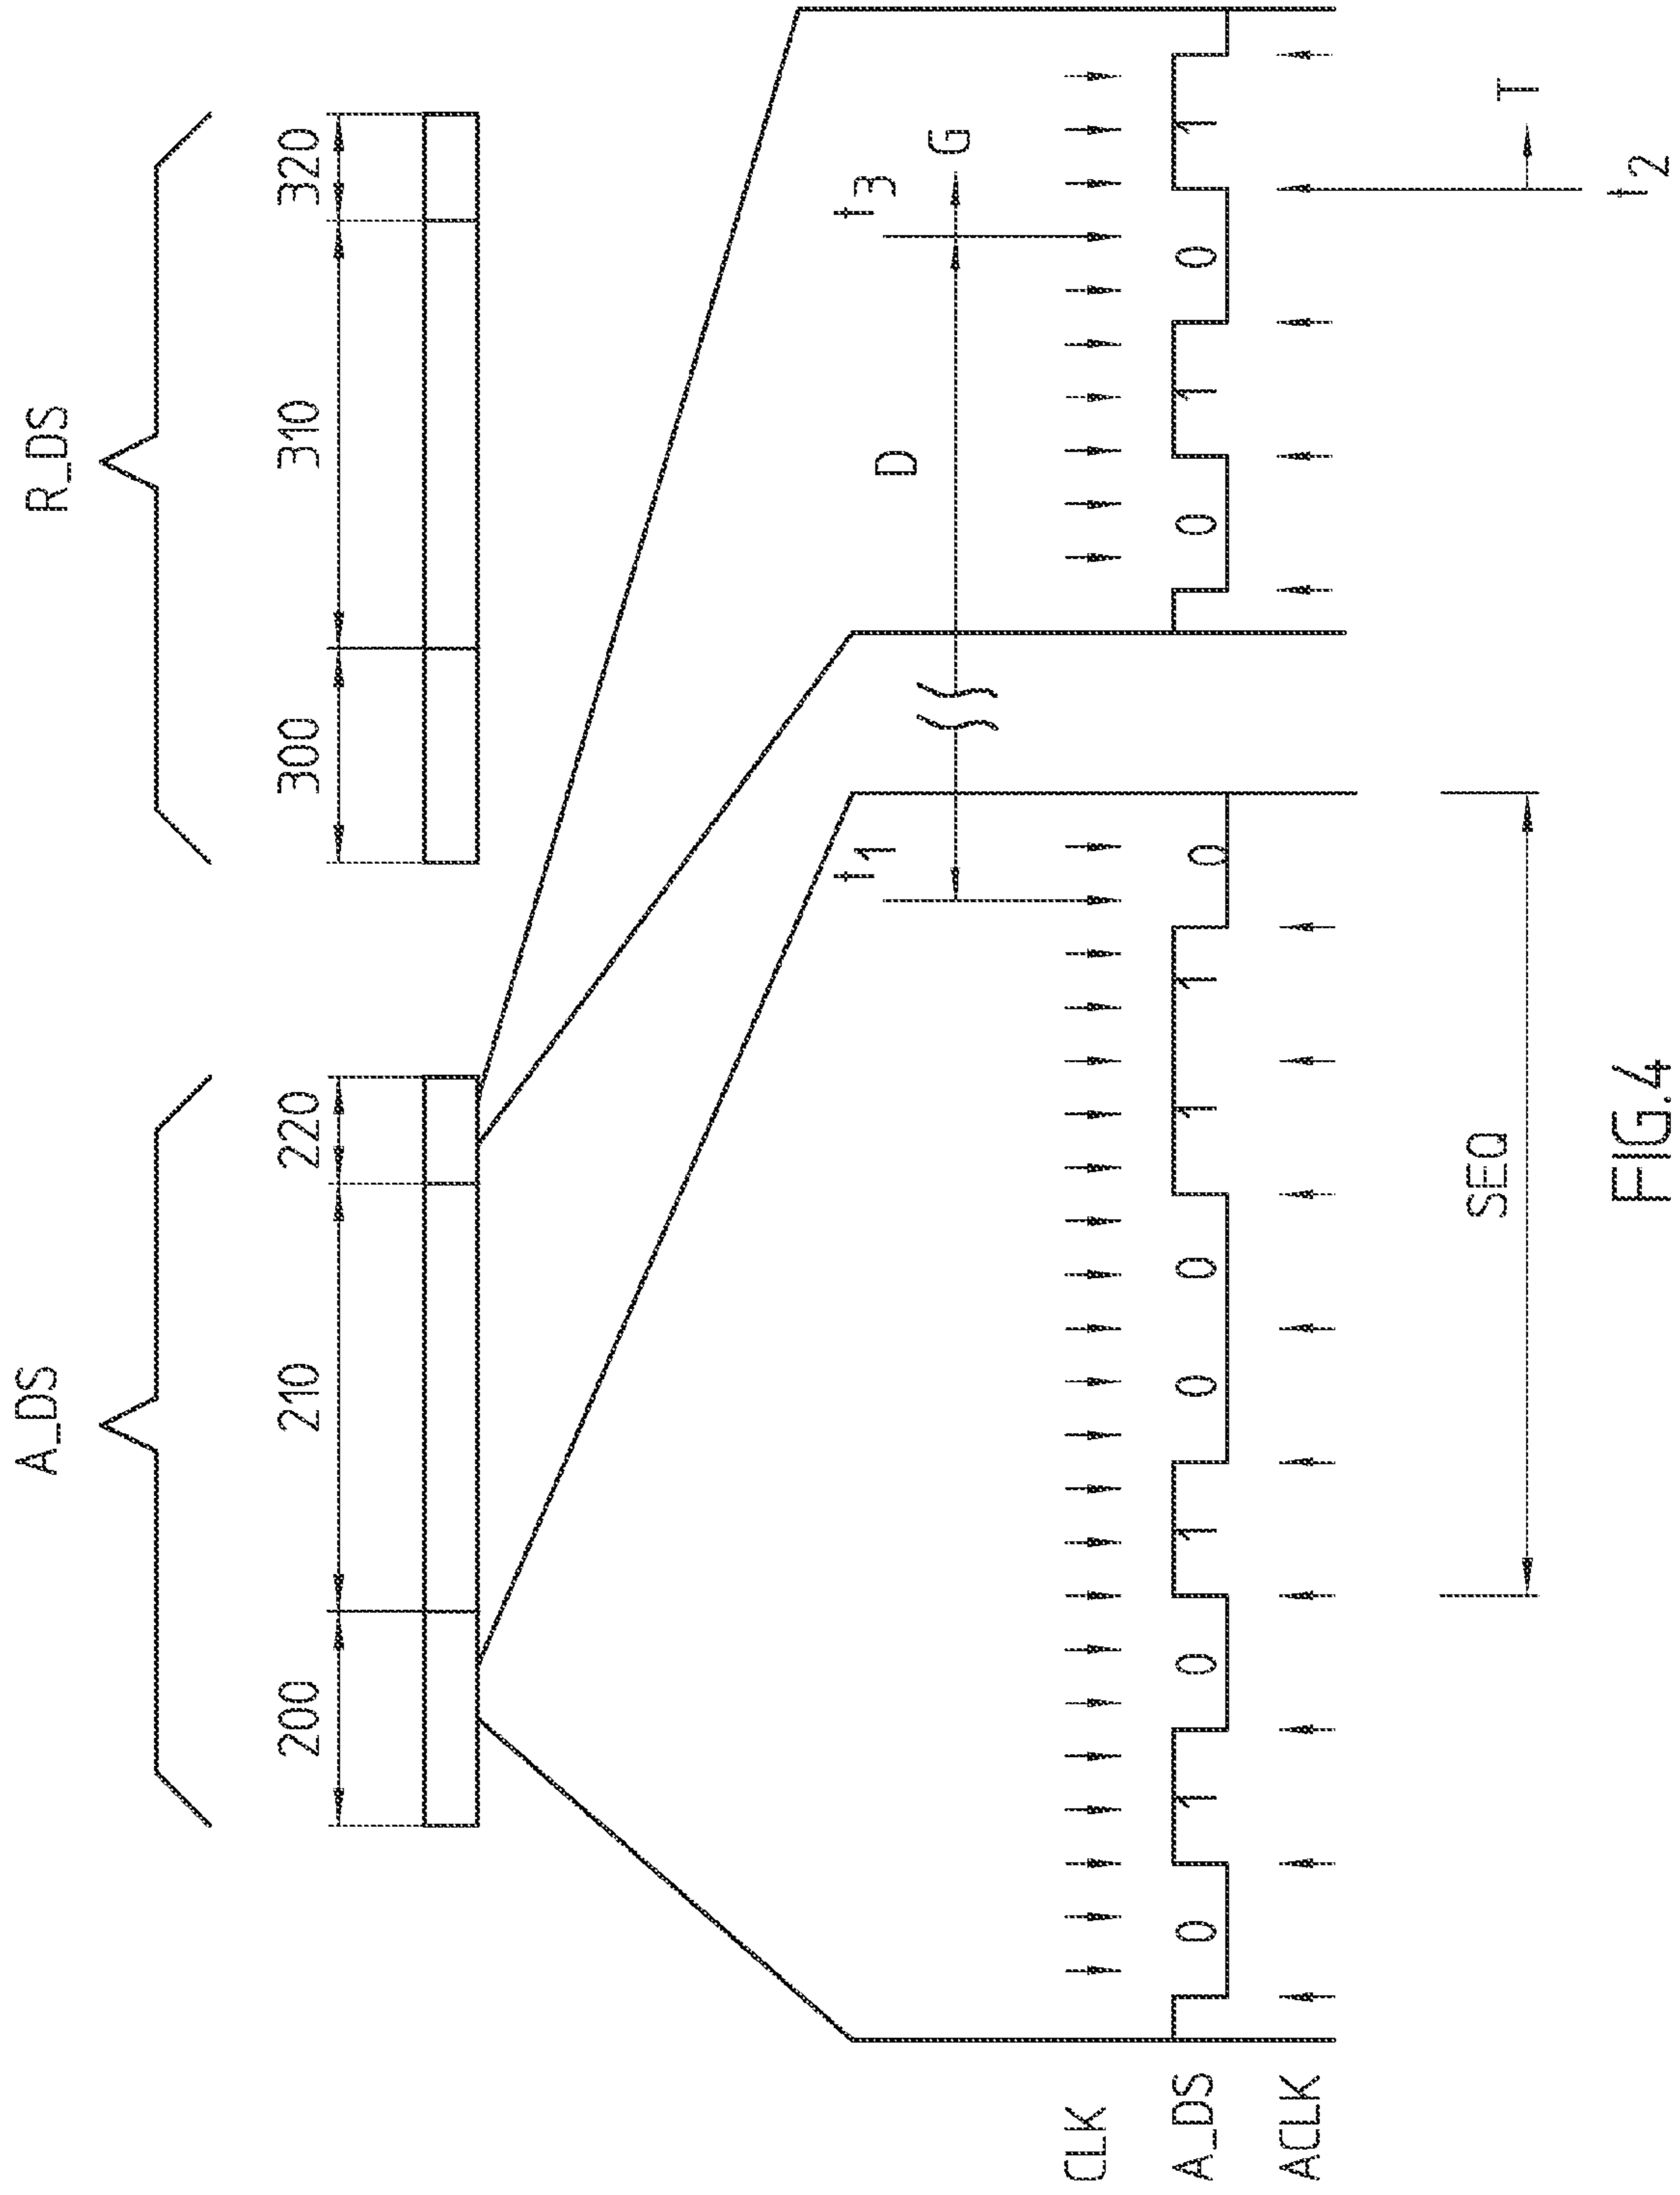 A_DS R_DS
200 210 220 300 310 320
t1 D t3 G
CLK
A_DS 0 1 0 1 0 0 1 1 0 0 1 0 1
ACLK
SEQ T
t2
FIG.4